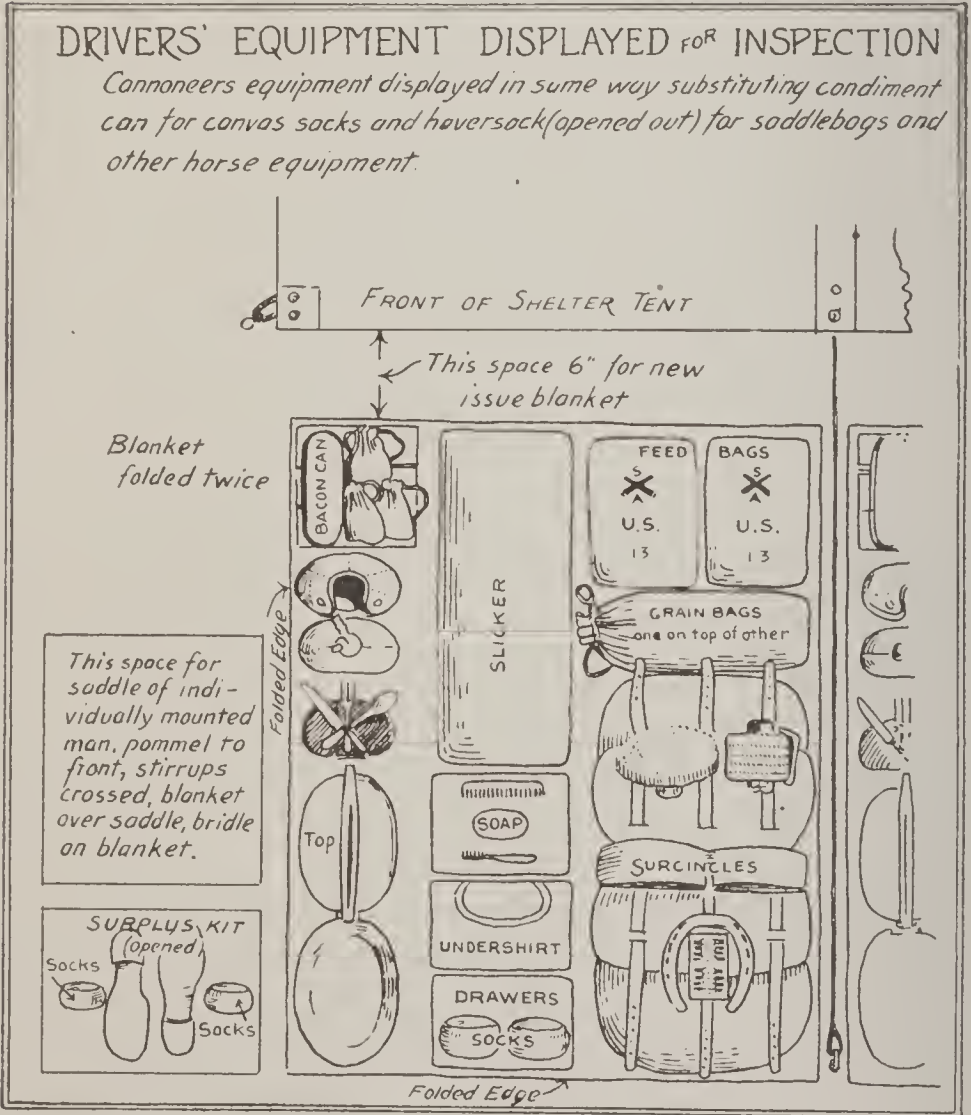 DRIVERS' EQUIPMENT DISPLAYED FOR INSPECTION
Cannoneers equipment displayed in same way substituting condiment
can for canvas sacks and haversack (opened out) for saddlebags and
other horse equipment.
FRONT OF SHELTER TENT
This space 6" for new
issue blanket
Blanket
folded twice
BACON CAN
FEED BAGS
S S
U.S. U.S.
13 13
SLICKER
GRAIN BAGS
one on top of other
Folded Edge
This space for
saddle of indi-
vidually mounted
man, pommel to
front, stirrups
crossed, blanket
over saddle, bridle
on blanket.
Top
SOAP
SURCINCLES
UNDERSHIRT
SURPLUS KIT
(opened)
Socks
Socks
DRAWERS
SOCKS
Folded Edge